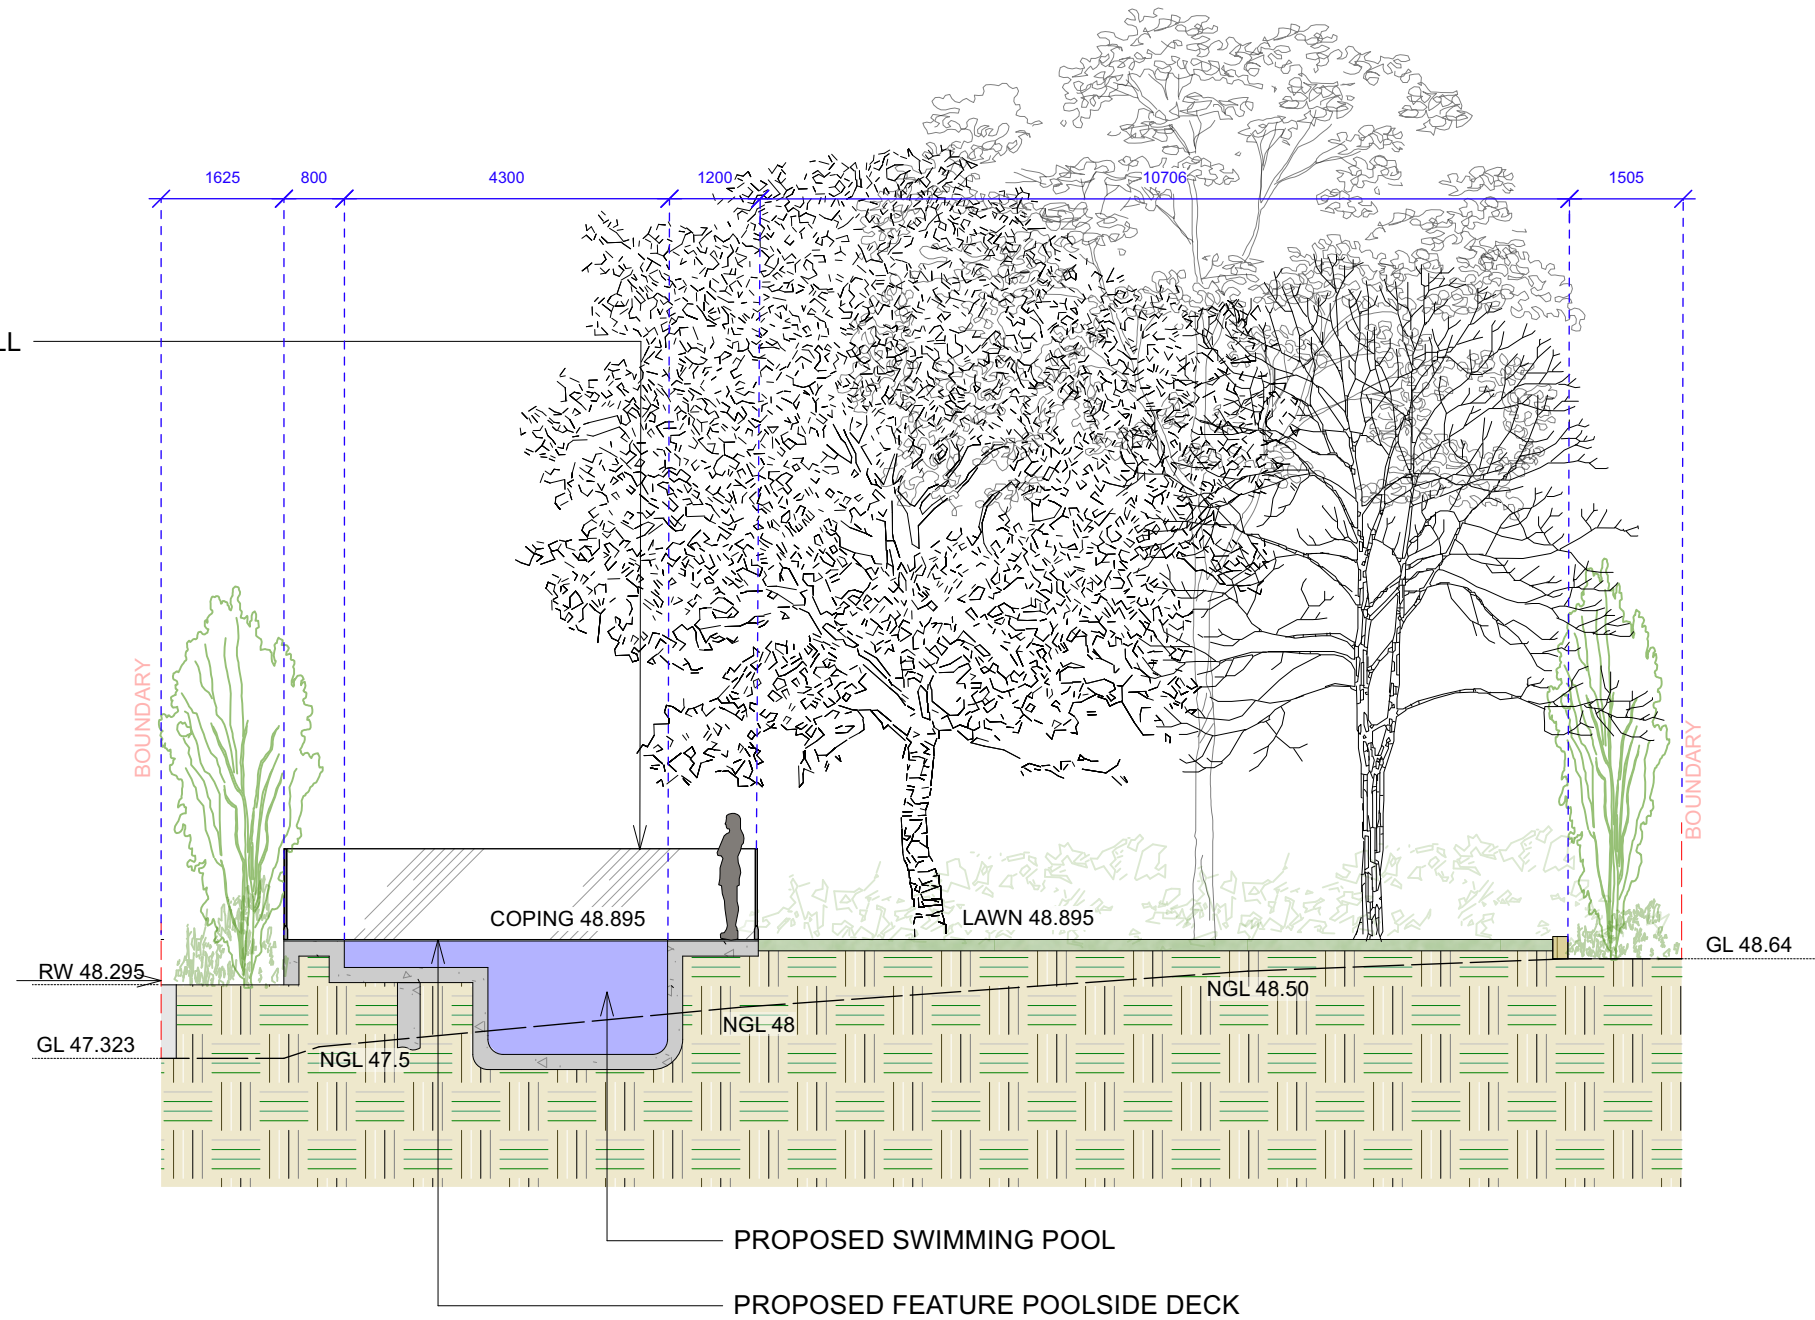 1625 800 4300 1200 10706 1505
LL
BOUNDARY
BOUNDARY
COPING 48.895
LAWN 48.895
GL 48.64
RW 48.295
NGL 48.50
NGL 48
GL 47.323
NGL 47.5
PROPOSED SWIMMING POOL
PROPOSED FEATURE POOLSIDE DECK